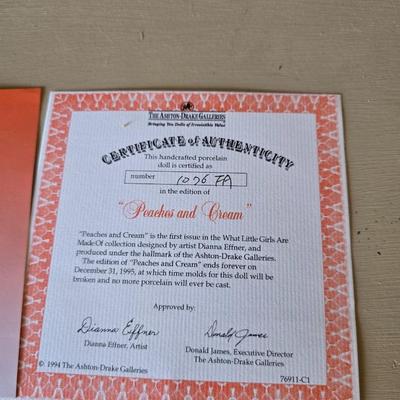 THE ASHTON-DRAKE GALLERIES
Bringing You Dolls of Irresistible Value
CERTIFICATE of AUTHENTICITY
This handcrafted porcelain
doll is certified as
number 1076 FA
in the edition of
"Peaches and Cream"
"Peaches and Cream" is the first issue in the What Little Girls Are
Made Of collection designed by artist Dianna Effner, and
produced under the hallmark of the Ashton-Drake Galleries.
The edition of "Peaches and Cream" ends forever on
December 31, 1995, at which time molds for this doll will be
broken and no more porcelain will ever be cast.
Approved by:
Dianna Effner Donald James
Dianna Effner, Artist Donald James, Executive Director
The Ashton-Drake Galleries
© 1994 The Ashton-Drake Galleries 76911-C1